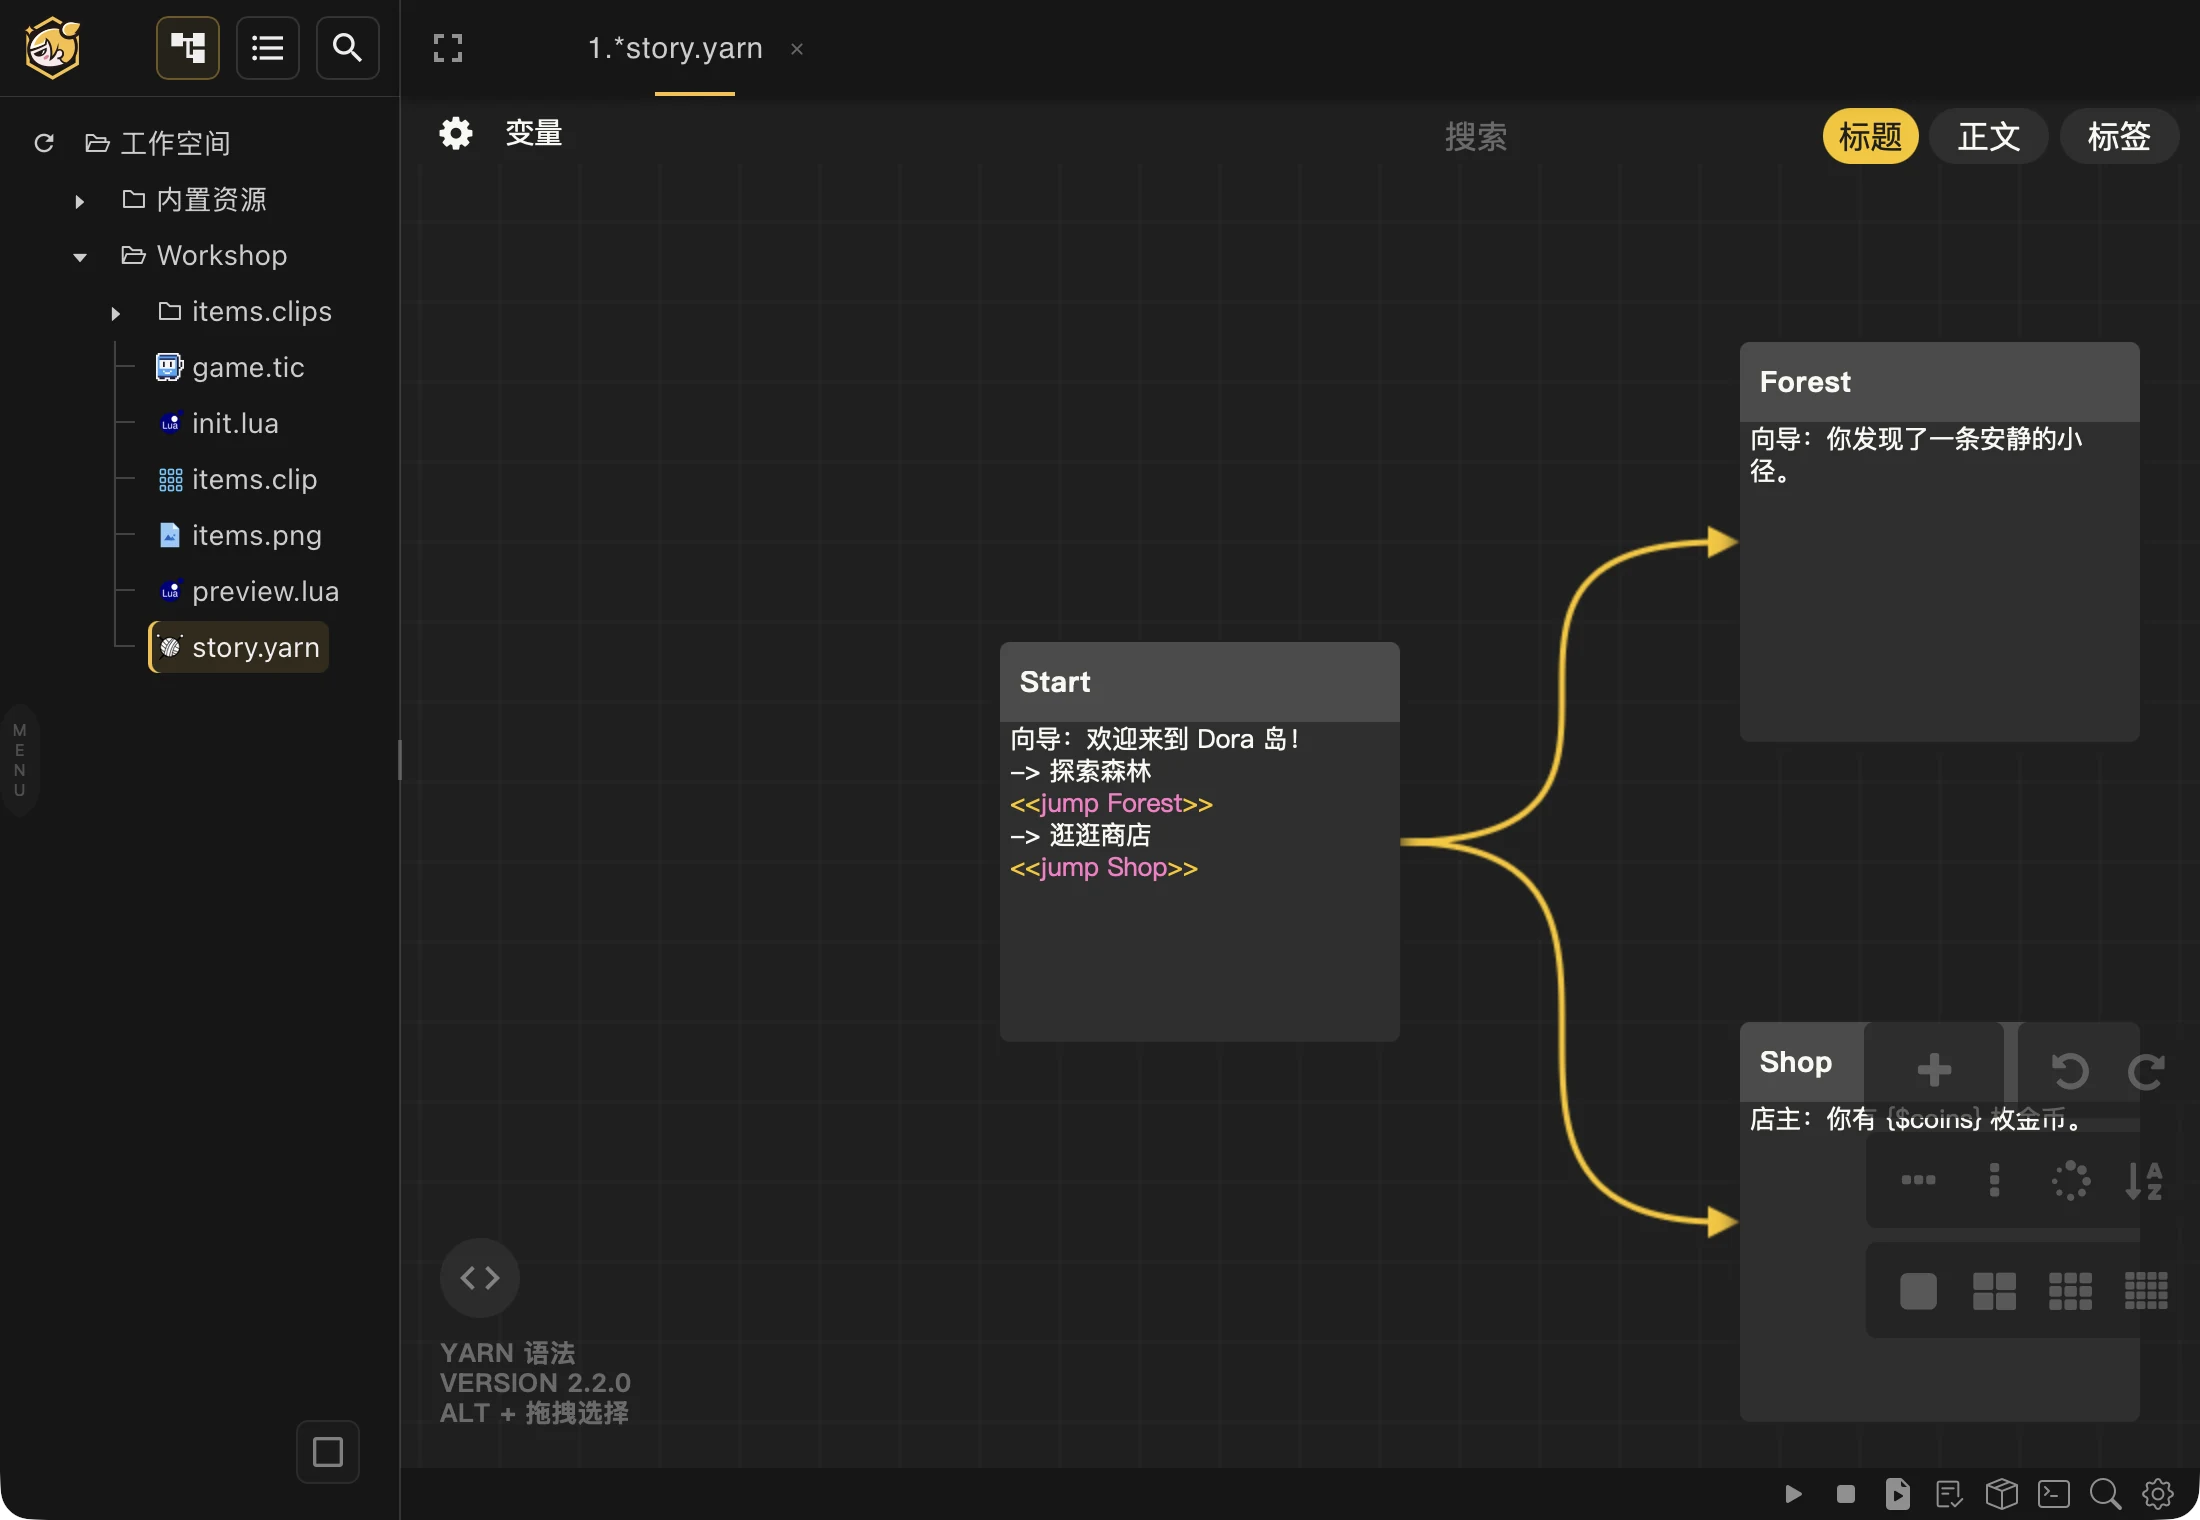 1.*story.yarn ×
工作空间
内置资源
Workshop
items.clips
game.tic
init.lua
items.clip
items.png
preview.lua
story.yarn
MENU
变量
搜索
标题
正文
标签
Forest
向导：你发现了一条安静的小
径。
Start
向导：欢迎来到 Dora 岛！
-> 探索森林
<<jump Forest>>
-> 逛逛商店
<<jump Shop>>
Shop
店主：你有 {$coins} 枚金币。
YARN 语法
VERSION 2.2.0
ALT + 拖拽选择